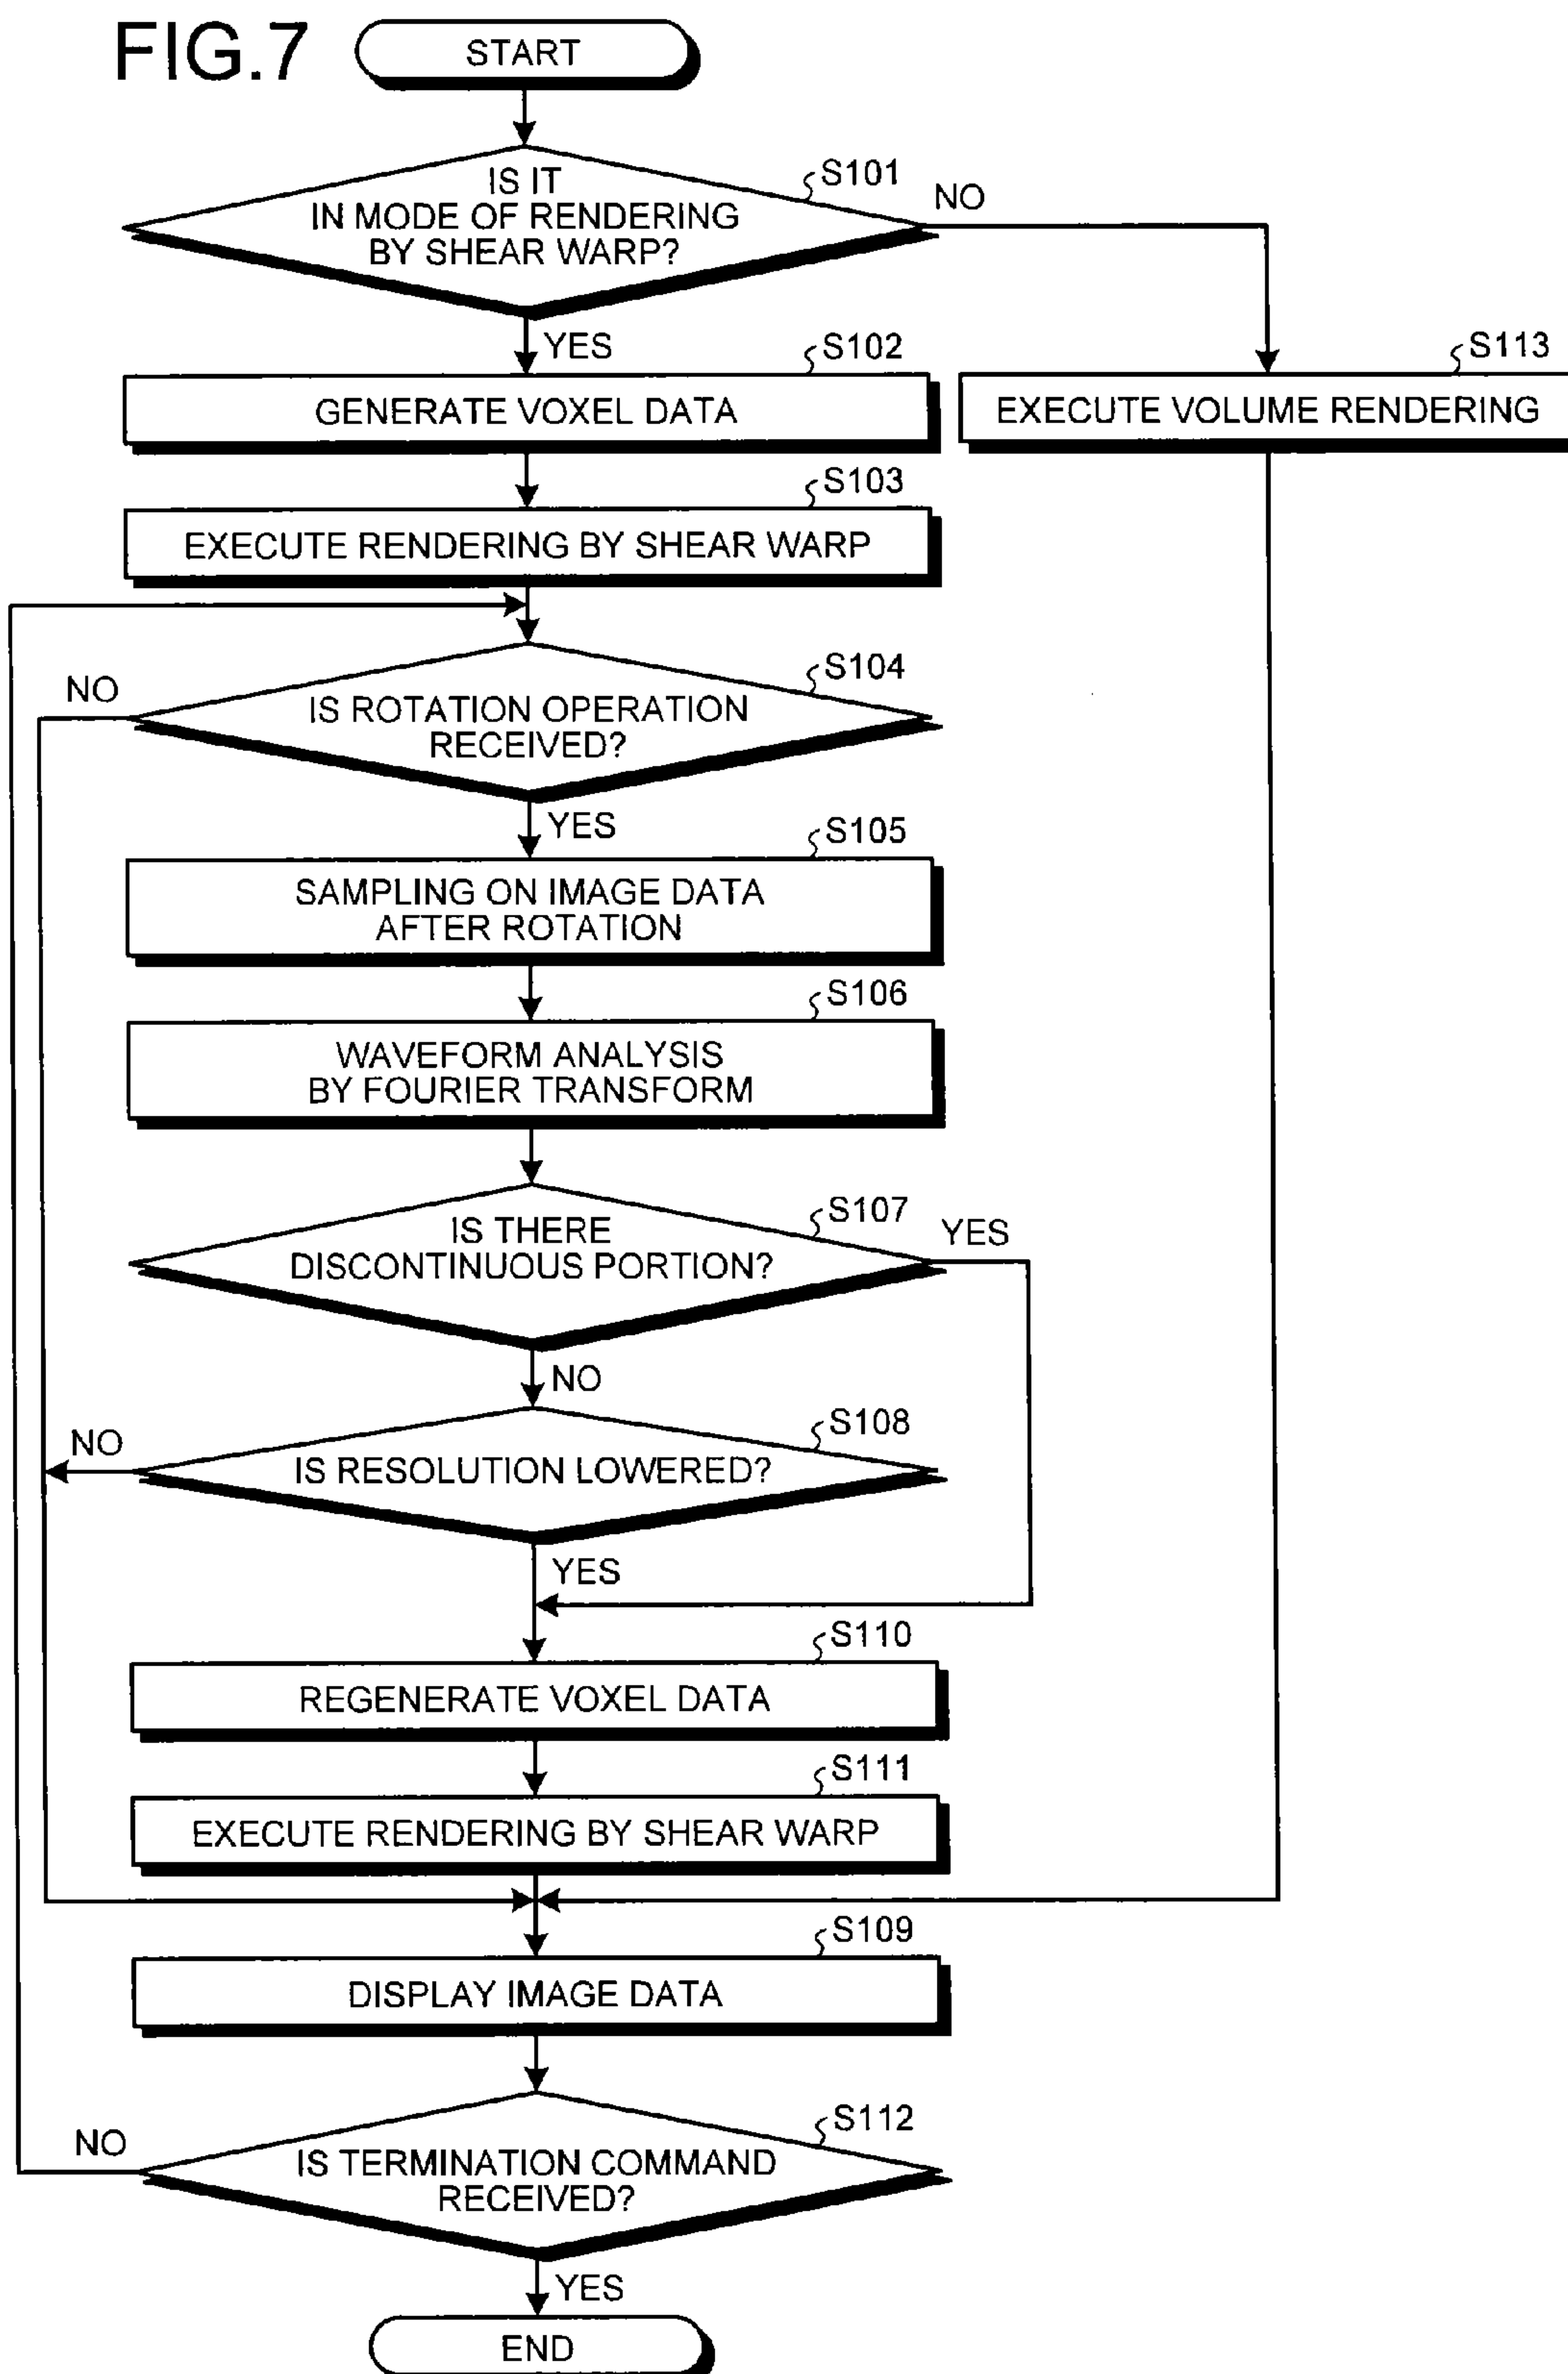 FIG.7
START
IS IT
IN MODE OF RENDERING
BY SHEAR WARP?
S101
NO
YES
S102
GENERATE VOXEL DATA
S113
EXECUTE VOLUME RENDERING
S103
EXECUTE RENDERING BY SHEAR WARP
S104
NO
IS ROTATION OPERATION
RECEIVED?
YES
S105
SAMPLING ON IMAGE DATA
AFTER ROTATION
S106
WAVEFORM ANALYSIS
BY FOURIER TRANSFORM
S107
IS THERE
DISCONTINUOUS PORTION?
YES
NO
S108
NO
IS RESOLUTION LOWERED?
YES
S110
REGENERATE VOXEL DATA
S111
EXECUTE RENDERING BY SHEAR WARP
S109
DISPLAY IMAGE DATA
S112
NO
IS TERMINATION COMMAND
RECEIVED?
YES
END